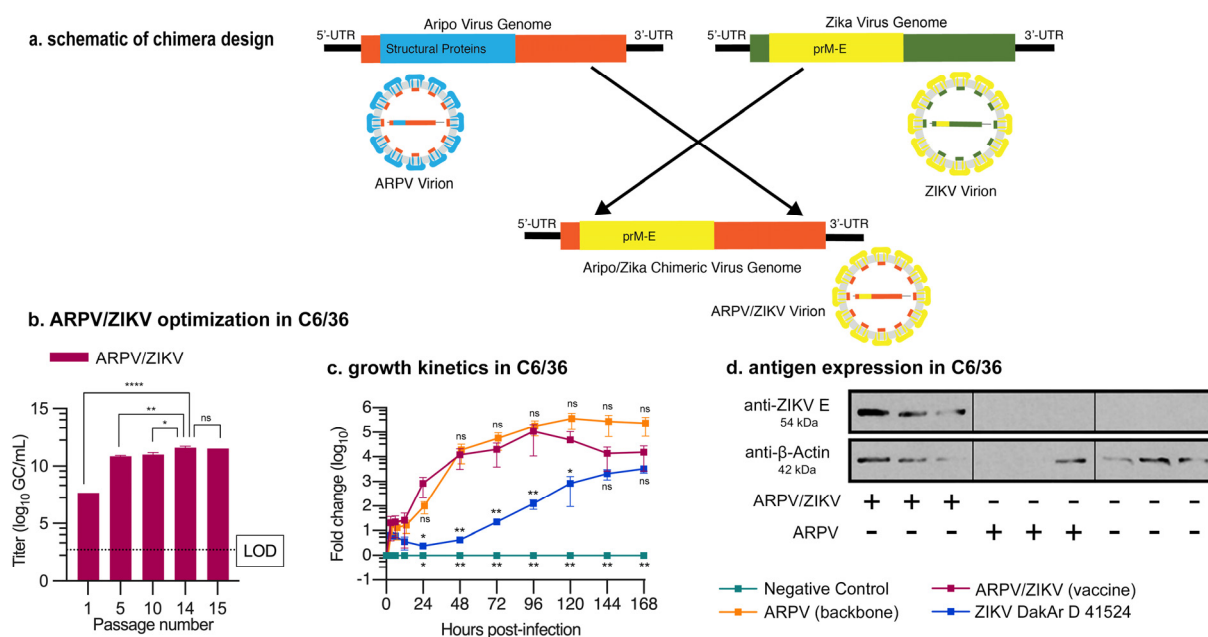 a. schematic of chimera design
Aripo Virus Genome
5'-UTR
3'-UTR
Structural Proteins
ARPV Virion
Zika Virus Genome
5'-UTR
3'-UTR
prM-E
ZIKV Virion
5'-UTR
3'-UTR
prM-E
Aripo/Zika Chimeric Virus Genome
ARPV/ZIKV Virion
b. ARPV/ZIKV optimization in C6/36
ARPV/ZIKV
****
**
*
ns
15
10
5
0
Titer (log10 GC/mL)
LOD
1 5 10 14 15
Passage number
c. growth kinetics in C6/36
6
5
4
3
2
1
0
-1
Fold change (log10)
ns ns ns ns ns ns
ns
* ** ** ** * ns ns
* ** ** ** ** ** **
0 24 48 72 96 120 144 168
Hours post-infection
d. antigen expression in C6/36
anti-ZIKV E
54 kDa
anti-β-Actin
42 kDa
ARPV/ZIKV + + + - - - - - -
ARPV - - - + + + - - -
Negative Control
ARPV (backbone)
ARPV/ZIKV (vaccine)
ZIKV DakAr D 41524